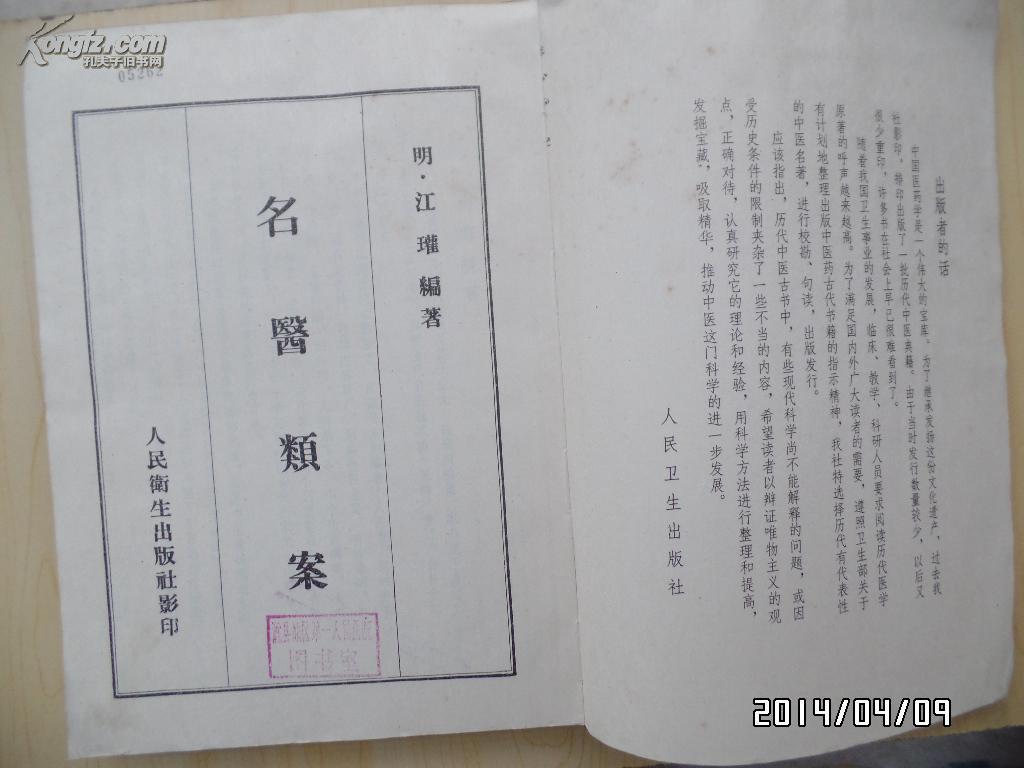 Kongfz.com
孔夫子旧书网
05262
明·江瓘編著
名醫類案
人民衛生出版社影印
人民医院
图书室
出版者的话
中国医药学是一个伟大的宝库。为了继承发扬这份文化遗产，过去我
社影印、排印出版了一批历代中医典籍。由于当时发行数量较少，以后又
很少重印，许多书在社会上早已很难看到了。
随着我国卫生事业的发展，临床、教学、科研人员要求阅读历代医学
原著的呼声越来越高。为了满足国内外广大读者的需要，遵照卫生部关于
有计划地整理出版中医药古代书籍的指示精神，我社特选择历代有代表性
的中医名著，进行校勘、句读，出版发行。
应该指出，历代中医古书中，有些现代科学尚不能解释的问题，或因
受历史条件的限制夹杂了一些不当的内容，希望读者以辩证唯物主义的观
点，正确对待，认真研究它的理论和经验，用科学方法进行整理和提高，
发掘宝藏，吸取精华，推动中医这门科学的进一步发展。
人民卫生出版社
2014/04/09